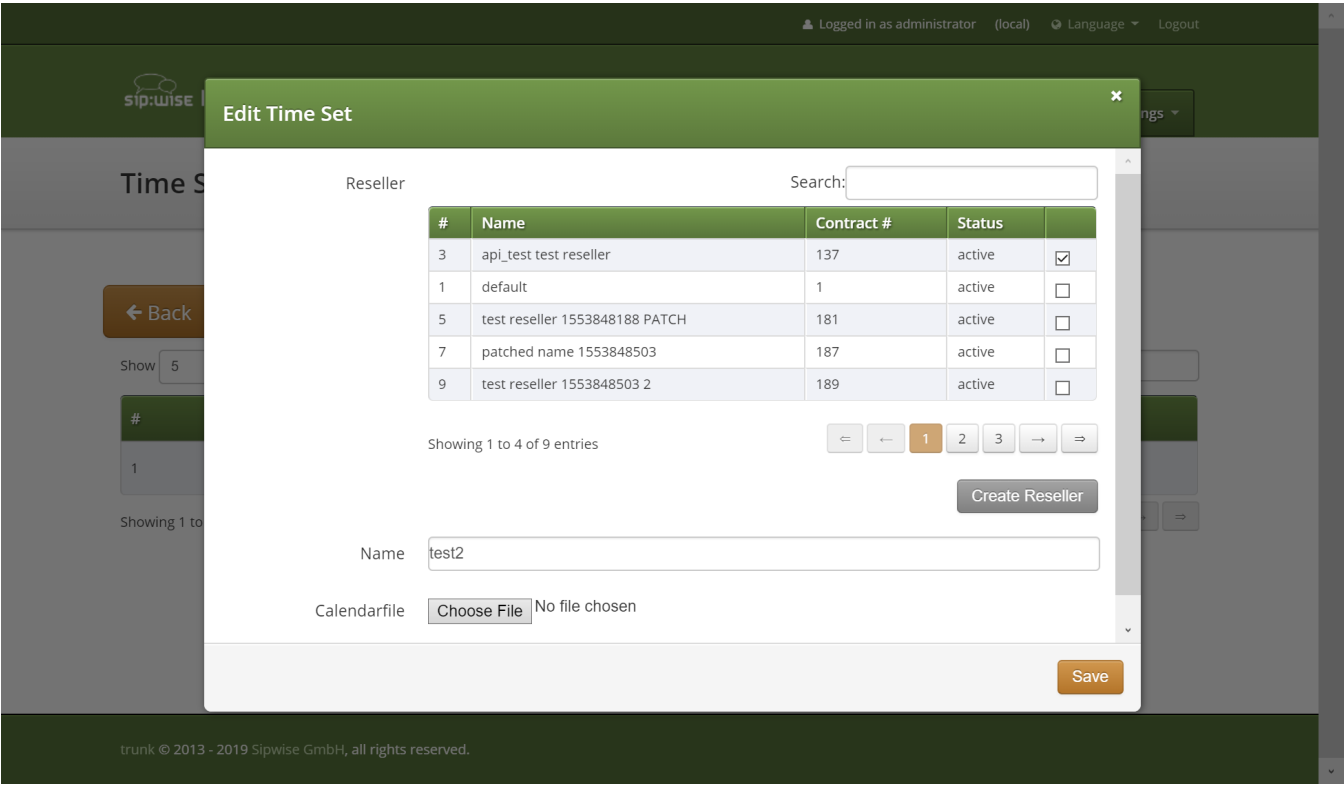 Logged in as administrator (local) Language Logout
sip:wise
Edit Time Set
ngs
Time S
Reseller Search:
# Name Contract # Status
3 api_test test reseller 137 active
1 default 1 active
5 test reseller 1553848188 PATCH 181 active
7 patched name 1553848503 187 active
9 test reseller 1553848503 2 189 active
← Back
Show 5
#
1
Showing 1 to
Showing 1 to 4 of 9 entries ⇐ ← 1 2 3 → ⇒
Create Reseller
⇒
Name test2
Calendarfile Choose File No file chosen
Save
trunk © 2013 - 2019 Sipwise GmbH, all rights reserved.